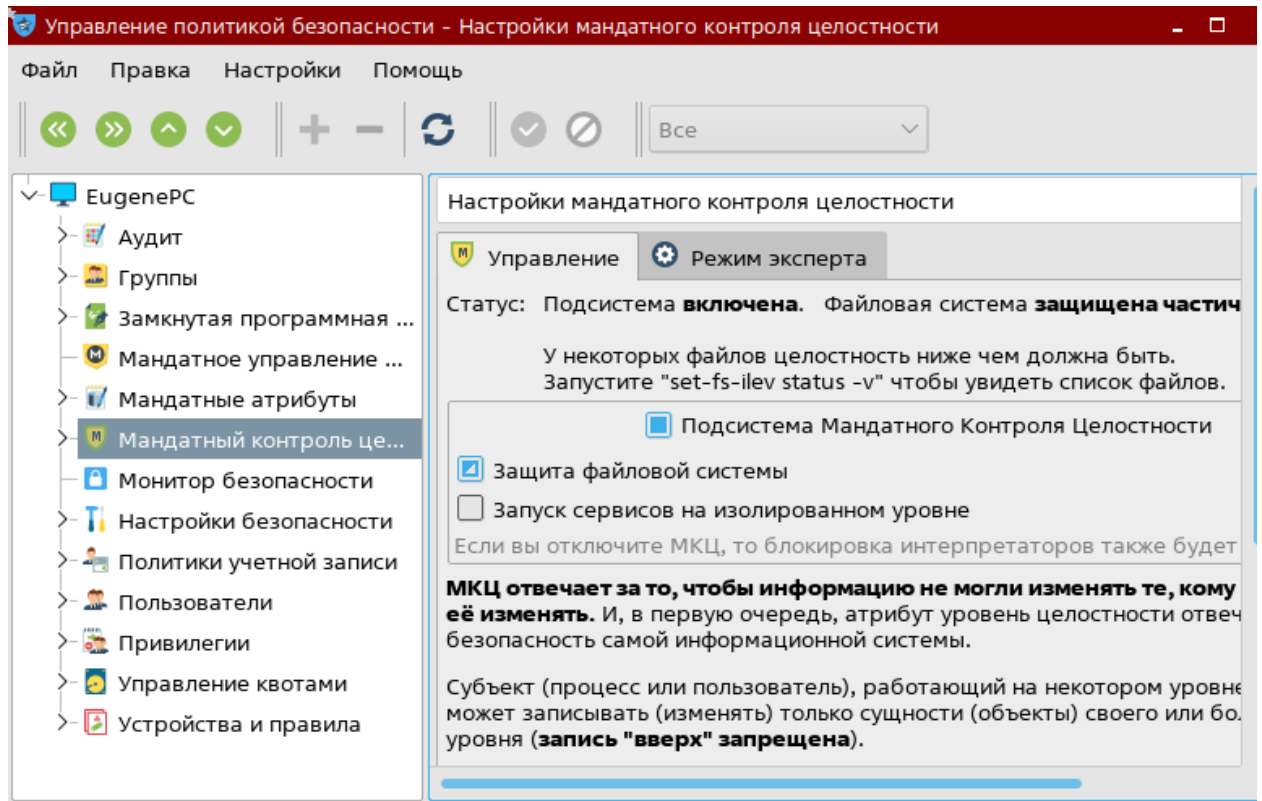 Управление политикой безопасности – Настройки мандатного контроля целостности
Файл Правка Настройки Помощь
Все
EugenePC
Аудит
Группы
Замкнутая программная ...
Мандатное управление ...
Мандатные атрибуты
Мандатный контроль це...
Монитор безопасности
Настройки безопасности
Политики учетной записи
Пользователи
Привилегии
Управление квотами
Устройства и правила
Настройки мандатного контроля целостности
Управление Режим эксперта
Статус: Подсистема включена. Файловая система защищена частич
У некоторых файлов целостность ниже чем должна быть.
Запустите "set-fs-ilev status -v" чтобы увидеть список файлов.
Подсистема Мандатного Контроля Целостности
Защита файловой системы
Запуск сервисов на изолированном уровне
Если вы отключите МКЦ, то блокировка интерпретаторов также будет
МКЦ отвечает за то, чтобы информацию не могли изменять те, кому
её изменять. И, в первую очередь, атрибут уровень целостности отвеч
безопасность самой информационной системы.
Субъект (процесс или пользователь), работающий на некотором уровне
может записывать (изменять) только сущности (объекты) своего или бо
уровня (запись "вверх" запрещена).